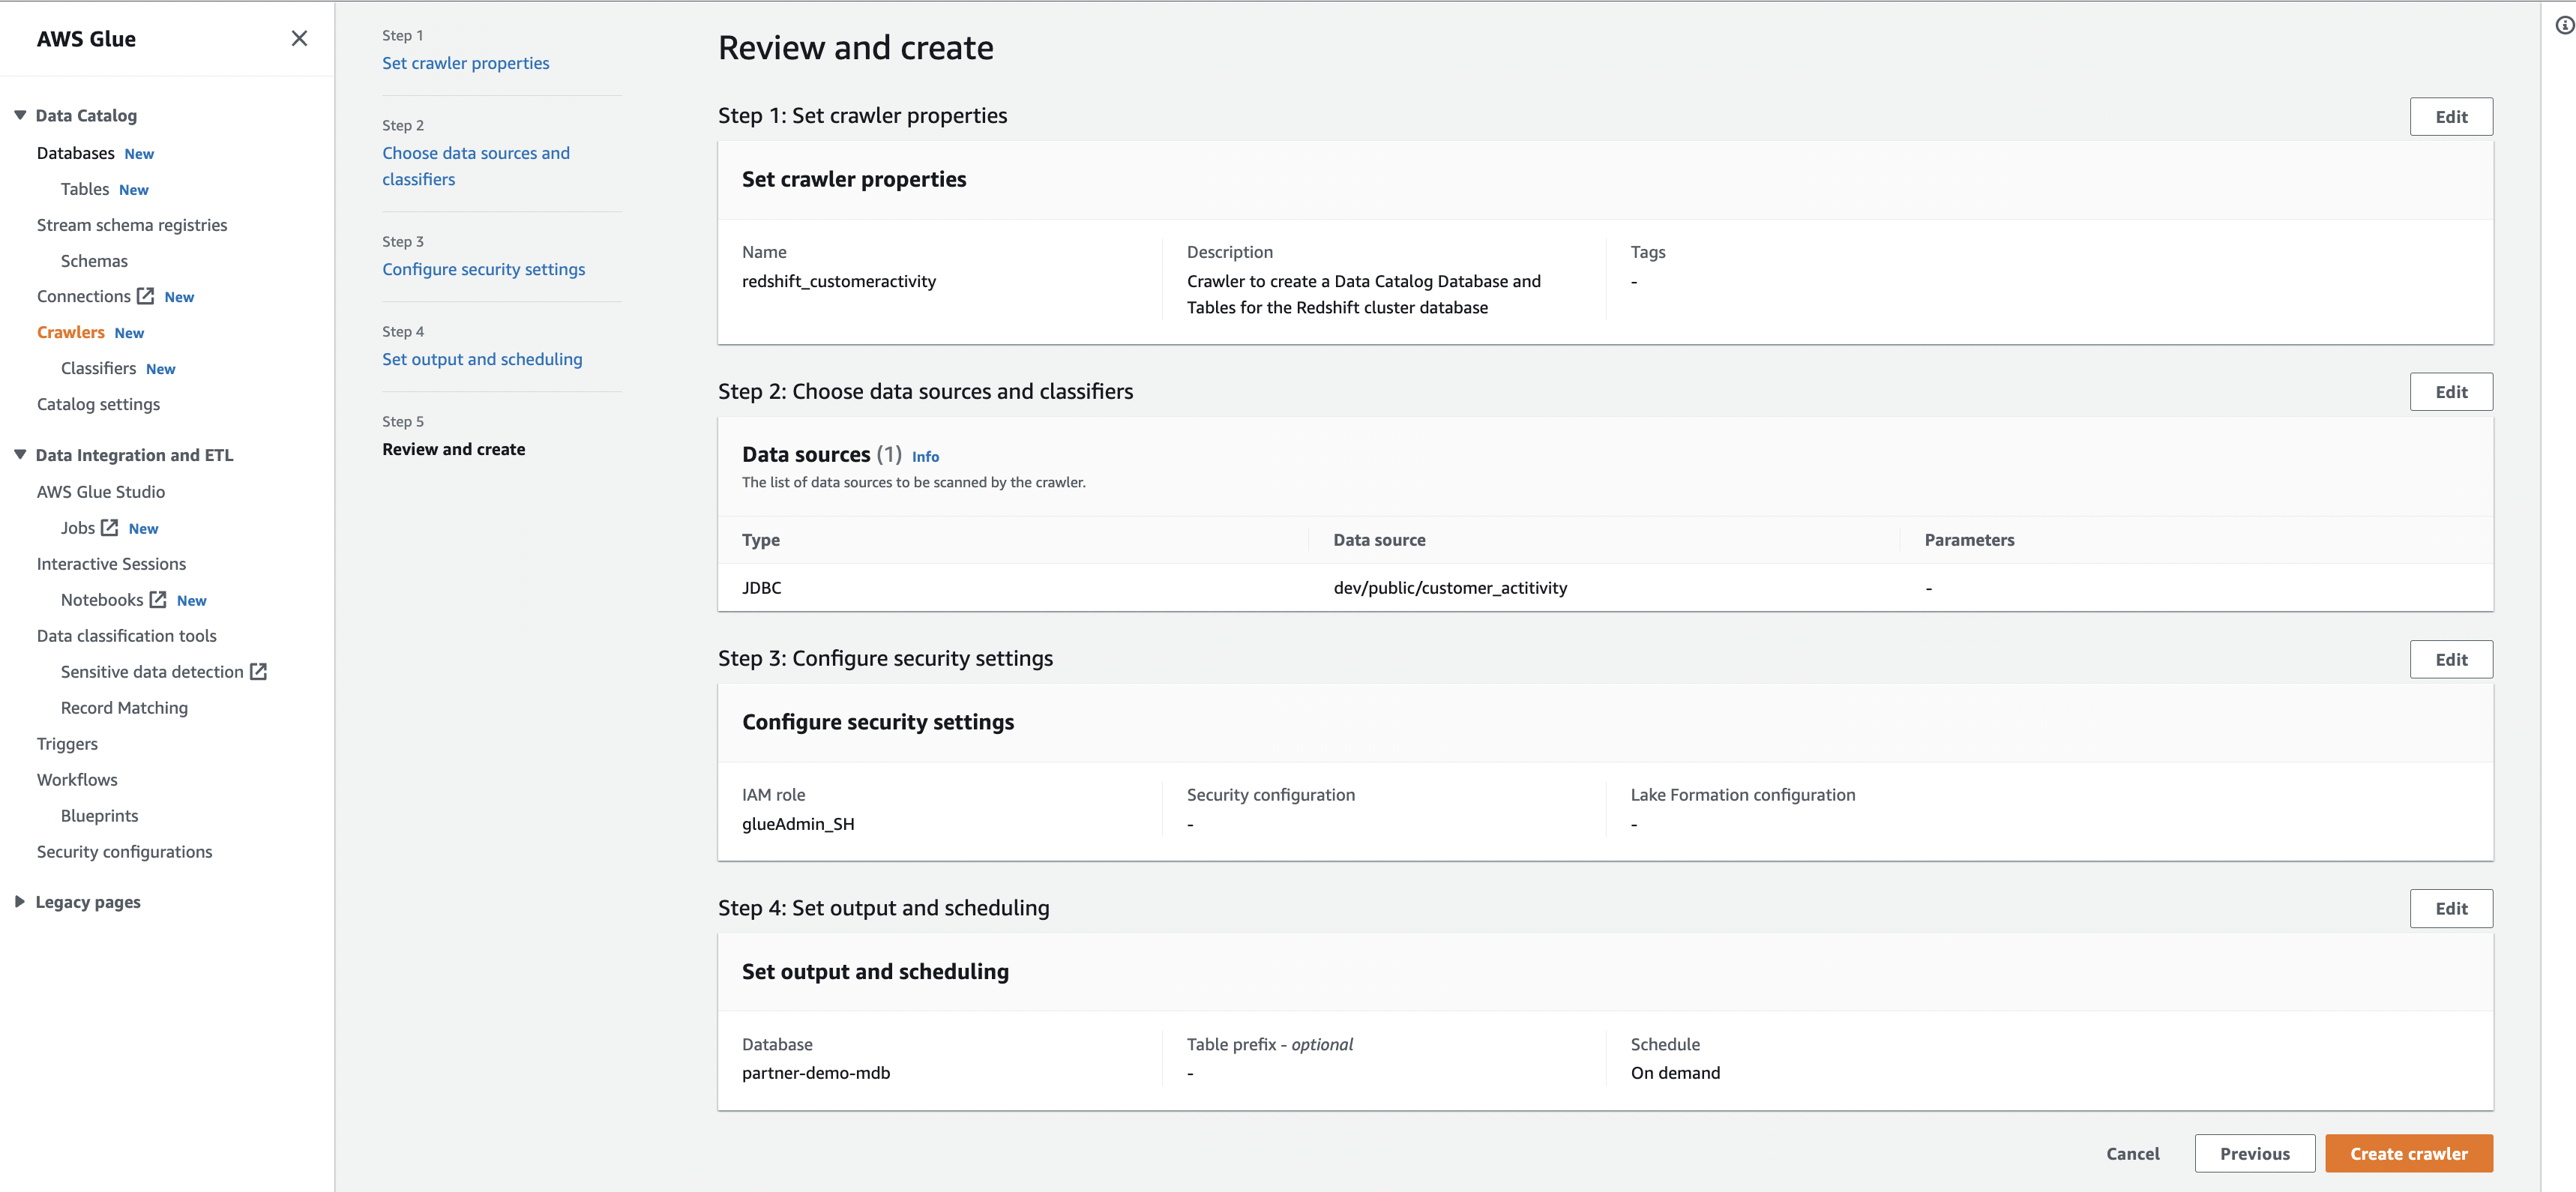 AWS Glue
Data Catalog
Databases New
Tables New
Stream schema registries
Schemas
Connections New
Crawlers New
Classifiers New
Catalog settings
Data Integration and ETL
AWS Glue Studio
Jobs New
Interactive Sessions
Notebooks New
Data classification tools
Sensitive data detection
Record Matching
Triggers
Workflows
Blueprints
Security configurations
Legacy pages
Step 1
Set crawler properties
Step 2
Choose data sources and
classifiers
Step 3
Configure security settings
Step 4
Set output and scheduling
Step 5
Review and create
Review and create
Step 1: Set crawler properties
Edit
Set crawler properties
Name
redshift_customeractivity
Description
Crawler to create a Data Catalog Database and
Tables for the Redshift cluster database
Tags
-
Step 2: Choose data sources and classifiers
Edit
Data sources (1) Info
The list of data sources to be scanned by the crawler.
Type Data source Parameters
JDBC dev/public/customer_actitivity -
Step 3: Configure security settings
Edit
Configure security settings
IAM role
glueAdmin_SH
Security configuration
-
Lake Formation configuration
-
Step 4: Set output and scheduling
Edit
Set output and scheduling
Database
partner-demo-mdb
Table prefix - optional
-
Schedule
On demand
Cancel
Previous
Create crawler